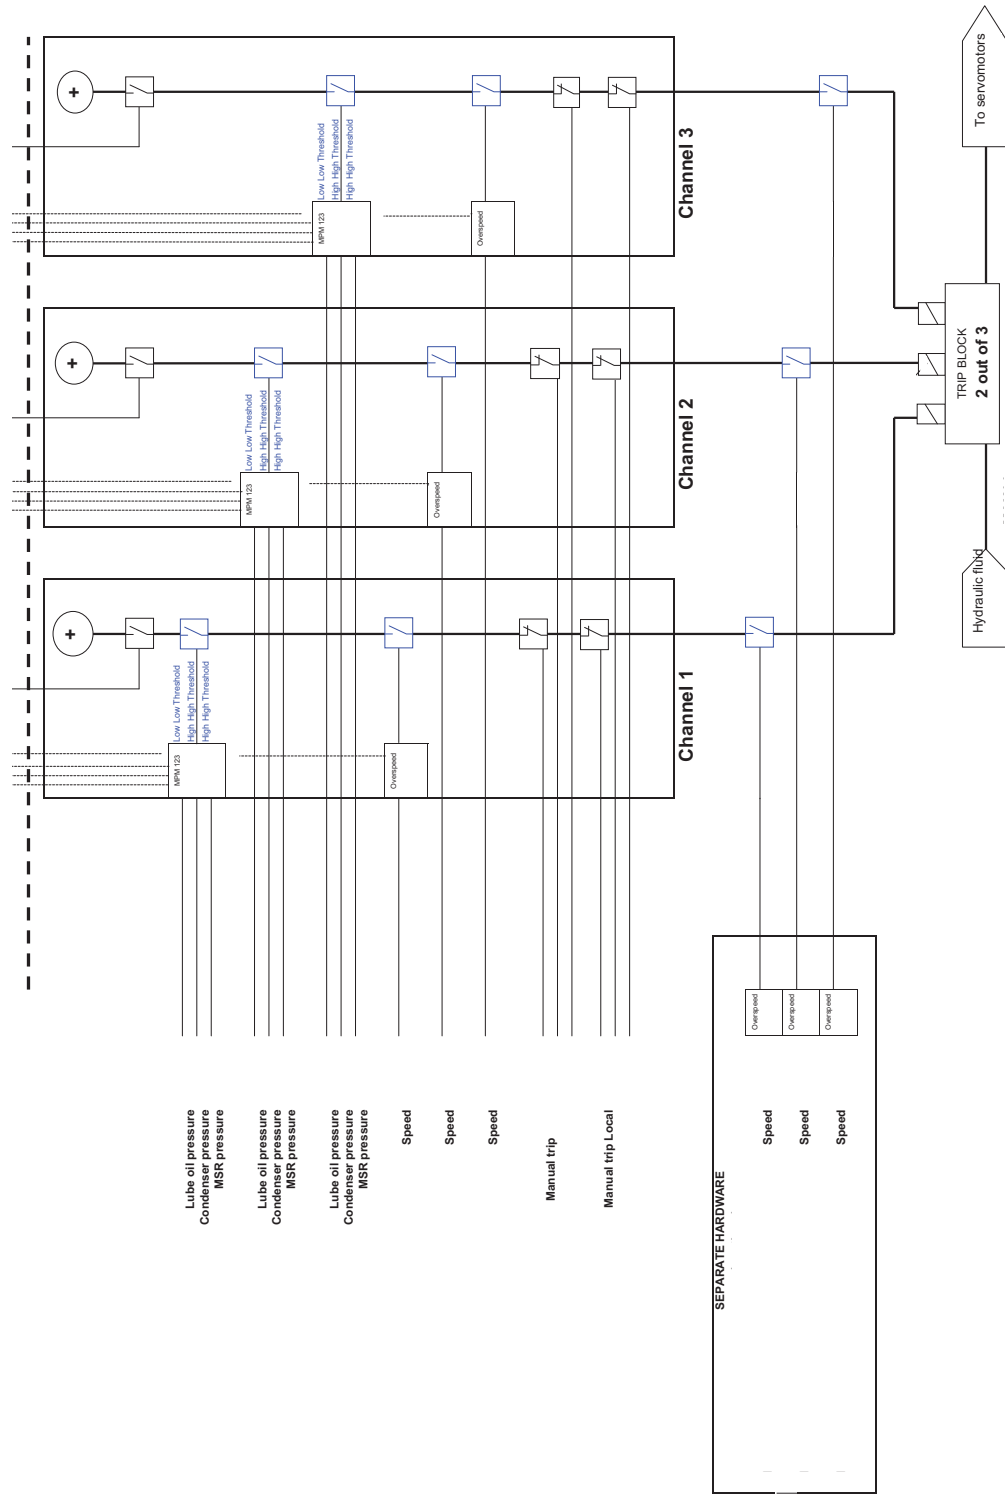 +
Low Low Threshold
High High Threshold
High High Threshold
MPM 123
Overspeed
Channel 3
To servomotors
+
Low Low Threshold
High High Threshold
High High Threshold
MPM 123
Overspeed
Channel 2
TRIP BLOCK
2 out of 3
+
Low Low Threshold
High High Threshold
High High Threshold
MPM 123
Overspeed
Channel 1
Hydraulic fluid
Lube oil pressure
Condenser pressure
MSR pressure
Lube oil pressure
Condenser pressure
MSR pressure
Lube oil pressure
Condenser pressure
MSR pressure
Speed
Speed
Speed
Manual trip
Manual trip Local
SEPARATE HARDWARE
Overspeed
Overspeed
Overspeed
Speed
Speed
Speed